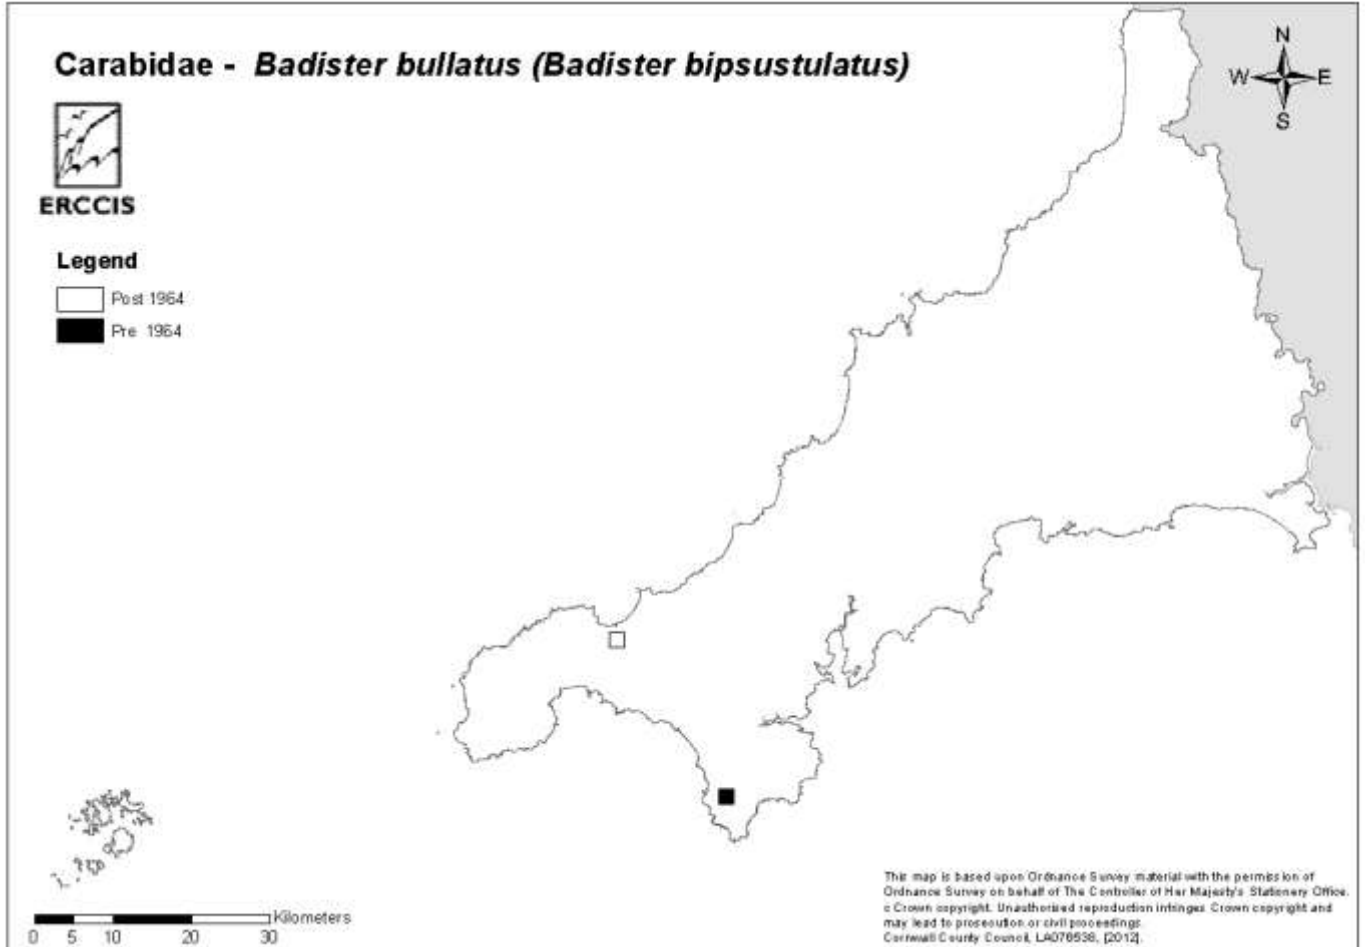 Carabidae - Badister bullatus (Badister bipsustulatus)
N
W E
S
ERCCIS
Legend
Post 1964
Pre 1964
Kilometers
0 5 10 20 30
This map is based upon Ordnance Survey material with the permission of
Ordnance Survey on behalf of The Controller of Her Majesty's Stationery Office.
c Crown copyright. Unauthorised reproduction infringes Crown copyright and
may lead to prosecution or civil proceedings.
Cornwall County Council, LA076538, [2012].